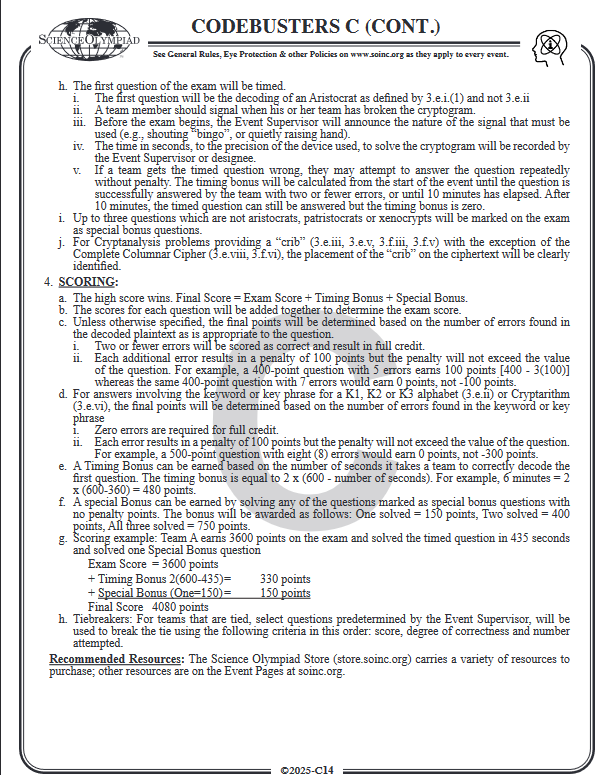 SCIENCE OLYMPIAD
CODEBUSTERS C (CONT.)
See General Rules, Eye Protection & other Policies on www.soinc.org as they apply to every event.
h. The first question of the exam will be timed.
i. The first question will be the decoding of an Aristocrat as defined by 3.e.i.(1) and not 3.e.ii
ii. A team member should signal when his or her team has broken the cryptogram.
iii. Before the exam begins, the Event Supervisor will announce the nature of the signal that must be
used (e.g., shouting “bingo”, or quietly raising hand).
iv. The time in seconds, to the precision of the device used, to solve the cryptogram will be recorded by
the Event Supervisor or designee.
v. If a team gets the timed question wrong, they may attempt to answer the question repeatedly
without penalty. The timing bonus will be calculated from the start of the event until the question is
successfully answered by the team with two or fewer errors, or until 10 minutes has elapsed. After
10 minutes, the timed question can still be answered but the timing bonus is zero.
i. Up to three questions which are not aristocrats, patristocrats or xenocrypts will be marked on the exam
as special bonus questions.
j. For Cryptanalysis problems providing a “crib” (3.e.iii, 3.e.v, 3.f.iii, 3.f.v) with the exception of the
Complete Columnar Cipher (3.e.viii, 3.f.vi), the placement of the “crib” on the ciphertext will be clearly
identified.
4. SCORING:
a. The high score wins. Final Score = Exam Score + Timing Bonus + Special Bonus.
b. The scores for each question will be added together to determine the exam score.
c. Unless otherwise specified, the final points will be determined based on the number of errors found in
the decoded plaintext as is appropriate to the question.
i. Two or fewer errors will be scored as correct and result in full credit.
ii. Each additional error results in a penalty of 100 points but the penalty will not exceed the value
of the question. For example, a 400-point question with 5 errors earns 100 points [400 - 3(100)]
whereas the same 400-point question with 7 errors would earn 0 points, not -100 points.
d. For answers involving the keyword or key phrase for a K1, K2 or K3 alphabet (3.e.ii) or Cryptarithm
(3.e.vi), the final points will be determined based on the number of errors found in the keyword or key
phrase
i. Zero errors are required for full credit.
ii. Each error results in a penalty of 100 points but the penalty will not exceed the value of the question.
For example, a 500-point question with eight (8) errors would earn 0 points, not -300 points.
e. A Timing Bonus can be earned based on the number of seconds it takes a team to correctly decode the
first question. The timing bonus is equal to 2 x (600 - number of seconds). For example, 6 minutes = 2
x (600-360) = 480 points.
f. A special Bonus can be earned by solving any of the questions marked as special bonus questions with
no penalty points. The bonus will be awarded as follows: One solved = 150 points, Two solved = 400
points, All three solved = 750 points.
g. Scoring example: Team A earns 3600 points on the exam and solved the timed question in 435 seconds
and solved one Special Bonus question
Exam Score = 3600 points
+ Timing Bonus 2(600-435)= 330 points
+ Special Bonus (One=150)= 150 points
Final Score 4080 points
h. Tiebreakers: For teams that are tied, select questions predetermined by the Event Supervisor, will be
used to break the tie using the following criteria in this order: score, degree of correctness and number
attempted.
Recommended Resources: The Science Olympiad Store (store.soinc.org) carries a variety of resources to
purchase; other resources are on the Event Pages at soinc.org.
C
©2025-C14